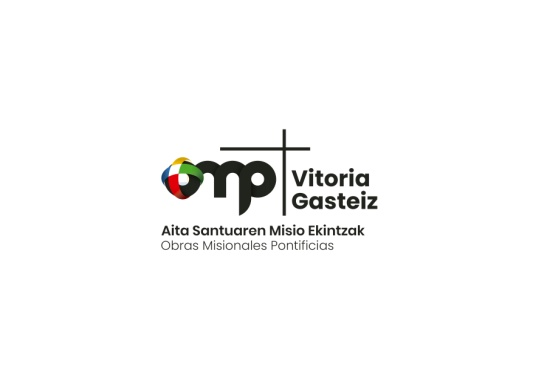 omp
Vitoria
Gasteiz
Aita Santuaren Misio Ekintzak
Obras Misionales Pontificias